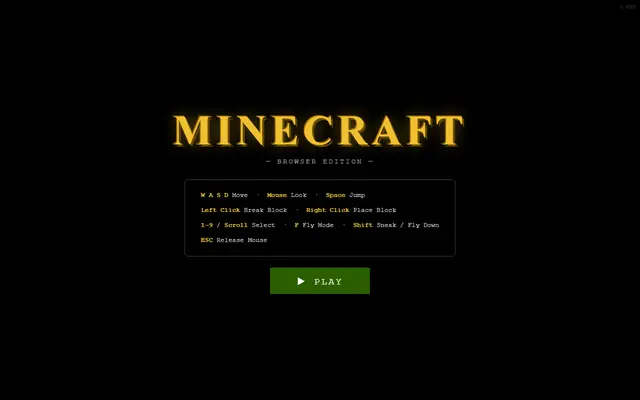 MINECRAFT
— BROWSER EDITION —
W A S D Move · Mouse Look · Space Jump
Left Click Break Block · Right Click Place Block
1–9 / Scroll Select · F Fly Mode · Shift Sneak / Fly Down
ESC Release Mouse
▶ PLAY